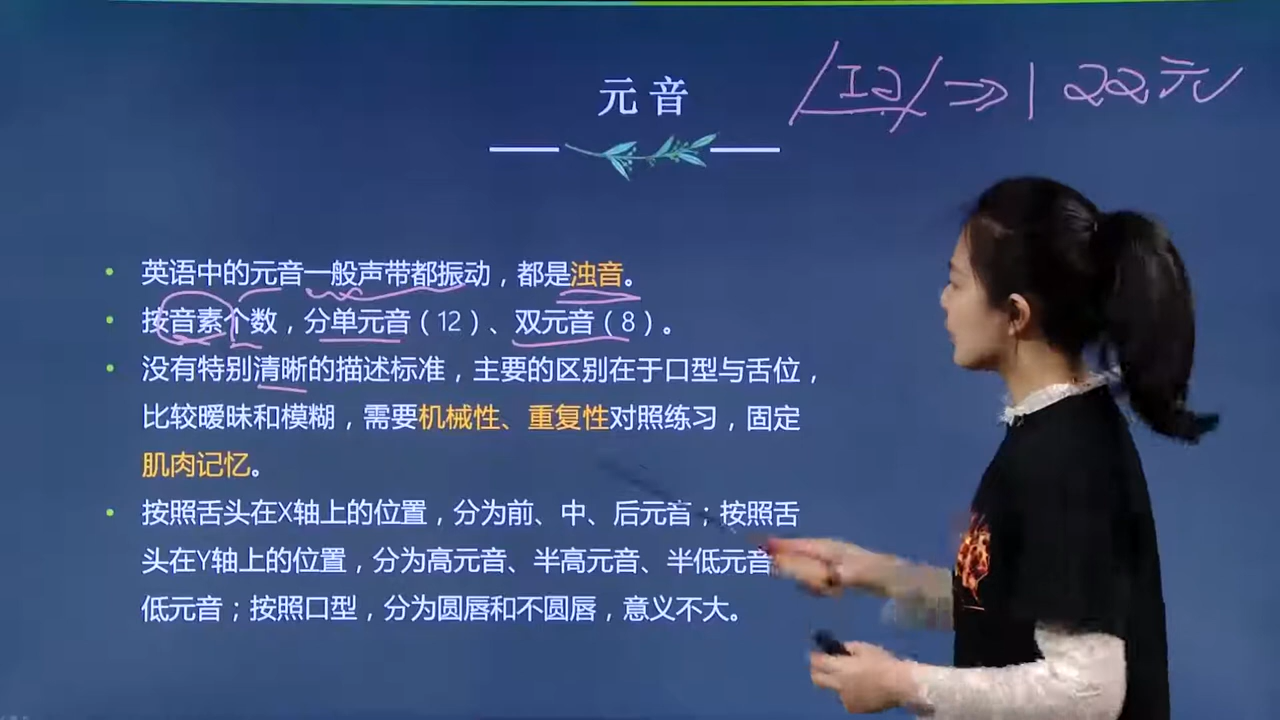 元音
/Iə/ ⇒ 1 双元
英语中的元音一般声带都振动，都是浊音。
按音素个数，分单元音（12）、双元音（8）。
没有特别清晰的描述标准，主要的区别在于口型与舌位，
比较暧昧和模糊，需要机械性、重复性对照练习，固定
肌肉记忆。
按照舌头在X轴上的位置，分为前、中、后元音；按照舌
头在Y轴上的位置，分为高元音、半高元音、半低元音
低元音；按照口型，分为圆唇和不圆唇，意义不大。